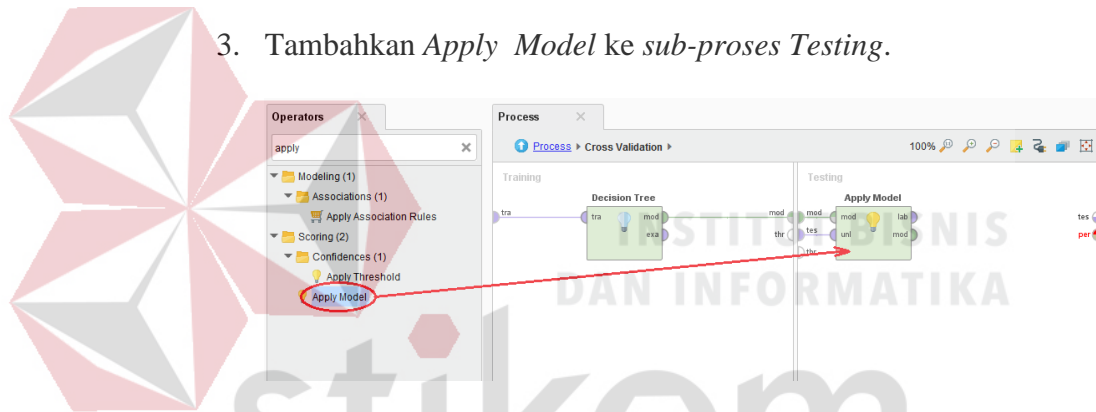 3. Tambahkan Apply Model ke sub-proses Testing.
Operators
apply
Modeling (1)
Associations (1)
Apply Association Rules
Scoring (2)
Confidences (1)
Apply Threshold
Apply Model
Process
Process Cross Validation
100%
Training
Decision Tree
tra
tra
mod
exa
mod
thr
Testing
Apply Model
mod
tes
thr
mod
unl
lab
mod
tes
per
INSTITUT BISNIS
DAN INFORMATIKA
stikom